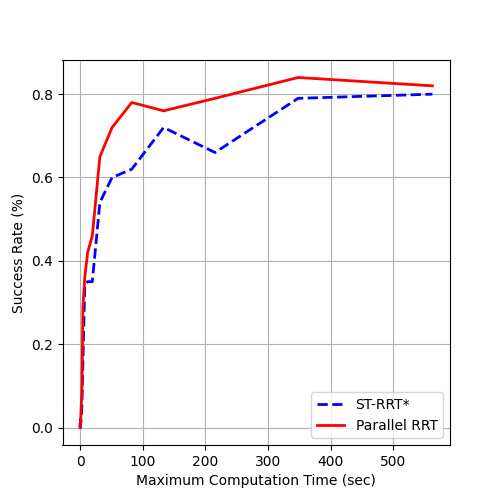 Success Rate (%)
0.8
0.6
0.4
0.2
0.0
0 100 200 300 400 500
Maximum Computation Time (sec)
ST-RRT*
Parallel RRT